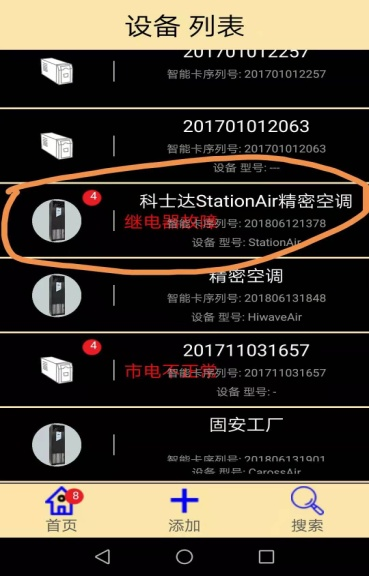 设备 列表
201701012257
智能卡序列号: 201701012257
201701012063
智能卡序列号: 201701012063
设备 型号: ---
4
科士达StationAir精密空调
继电器故障
智能卡序列号: 201806121378
设备 型号: StationAir
精密空调
智能卡序列号: 201806131848
设备 型号: HiwaveAir
4
201711031657
市电不正常
智能卡序列号: 201711031657
设备 型号: -
固安工厂
智能卡序列号: 201806131901
设备 型号: CarossAir
8
首页
添加
搜索